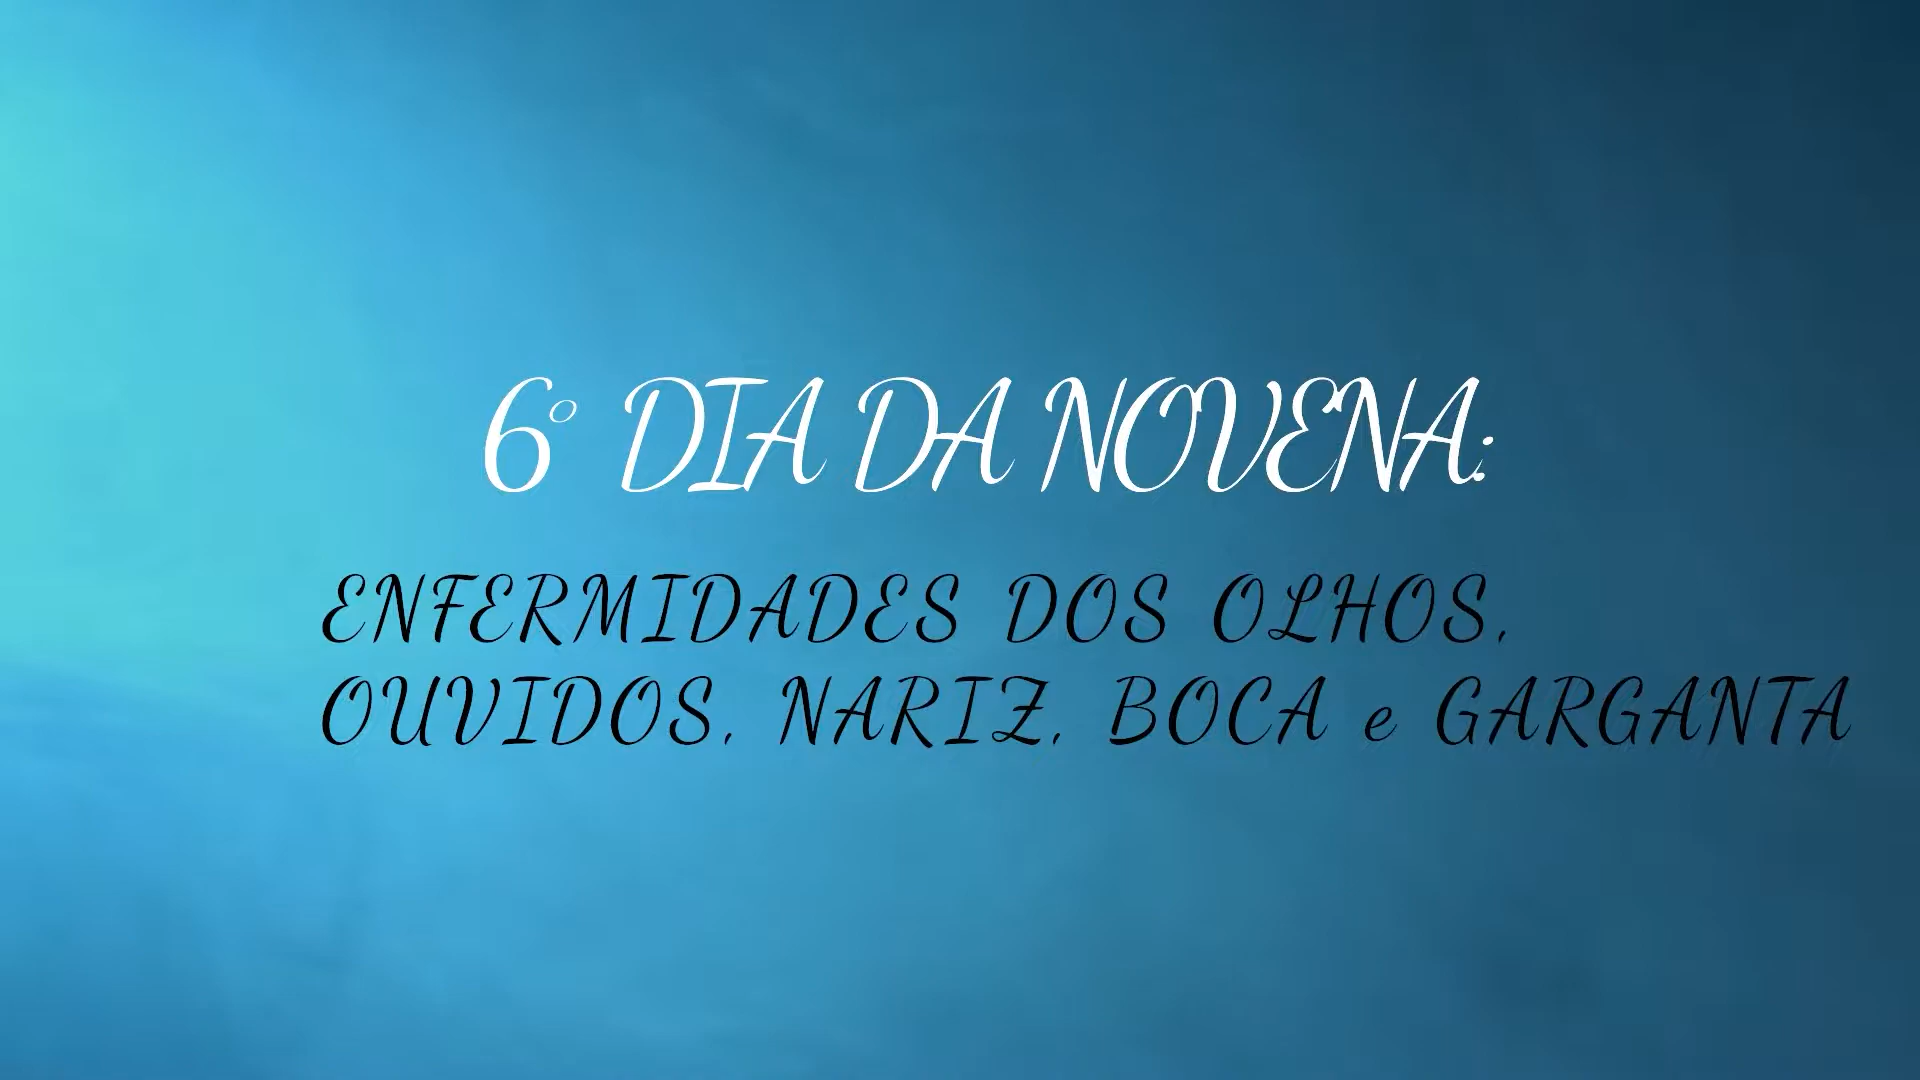 6º DIA DA NOVENA:
ENFERMIDADES DOS OLHOS,
OUVIDOS, NARIZ, BOCA e GARGANTA